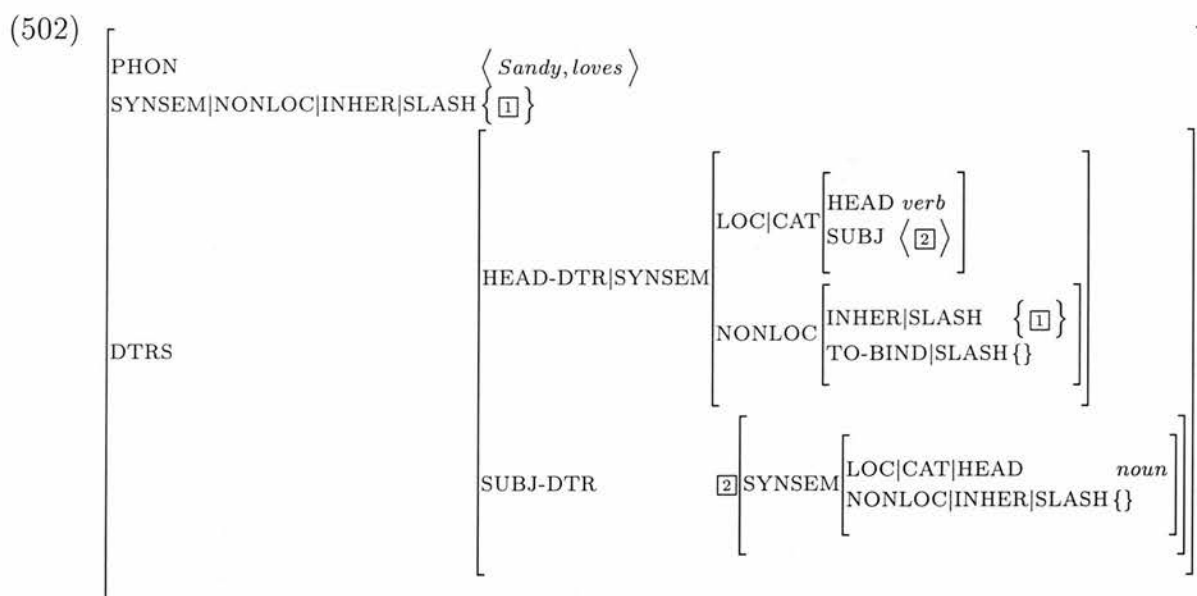 (502)
PHON ⟨Sandy, loves⟩
SYNSEM|NONLOC|INHER|SLASH { 1 }
LOC|CAT
HEAD verb
SUBJ ⟨ 2 ⟩
HEAD-DTR|SYNSEM
NONLOC
INHER|SLASH { 1 }
TO-BIND|SLASH {}
DTRS
SUBJ-DTR 2 SYNSEM
LOC|CAT|HEAD noun
NONLOC|INHER|SLASH {}